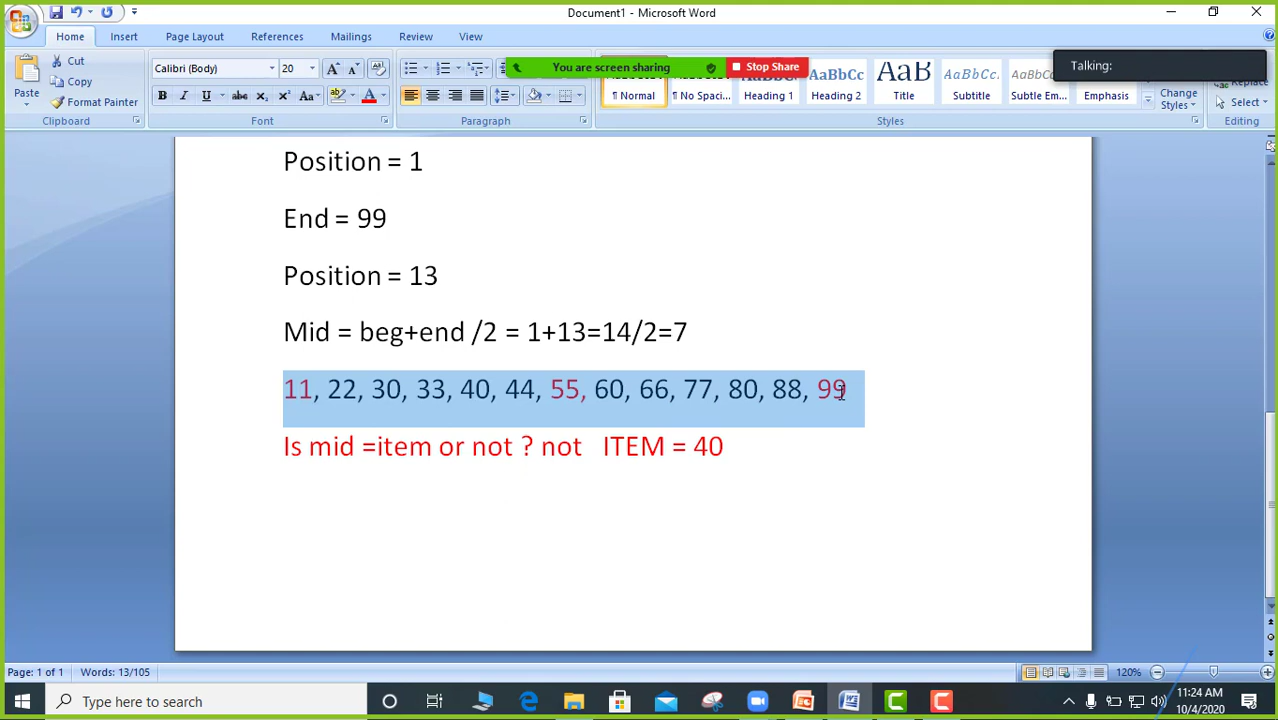 Document1 - Microsoft Word
Home Insert Page Layout References Mailings Review View
You are screen sharing Stop Share
Talking:
Paste
Cut
Copy
Format Painter
Calibri (Body) 20
AaBbCc AaBbCc AaB AaBbCc
Normal No Spaci... Heading 1 Heading 2 Title Subtitle Subtle Em... Emphasis
Change Styles
Replace
Select
Clipboard Font Paragraph Styles Editing
Position = 1
End = 99
Position = 13
Mid = beg+end /2 = 1+13=14/2=7
11, 22, 30, 33, 40, 44, 55, 60, 66, 77, 80, 88, 99
Is mid =item or not ? not ITEM = 40
Page: 1 of 1 Words: 13/105 120%
Type here to search
11:24 AM
10/4/2020